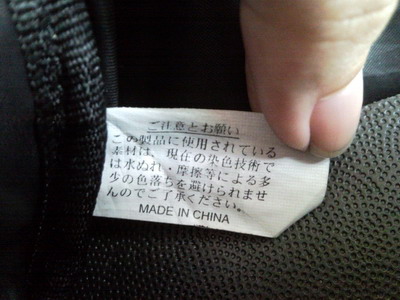 ご注意とお願い
この製品に使用されている
素材は、現在の染色技術で
は水ぬれ・摩擦等による多
少の色落ちを避けられませ
んのでご了承ください。
MADE IN CHINA